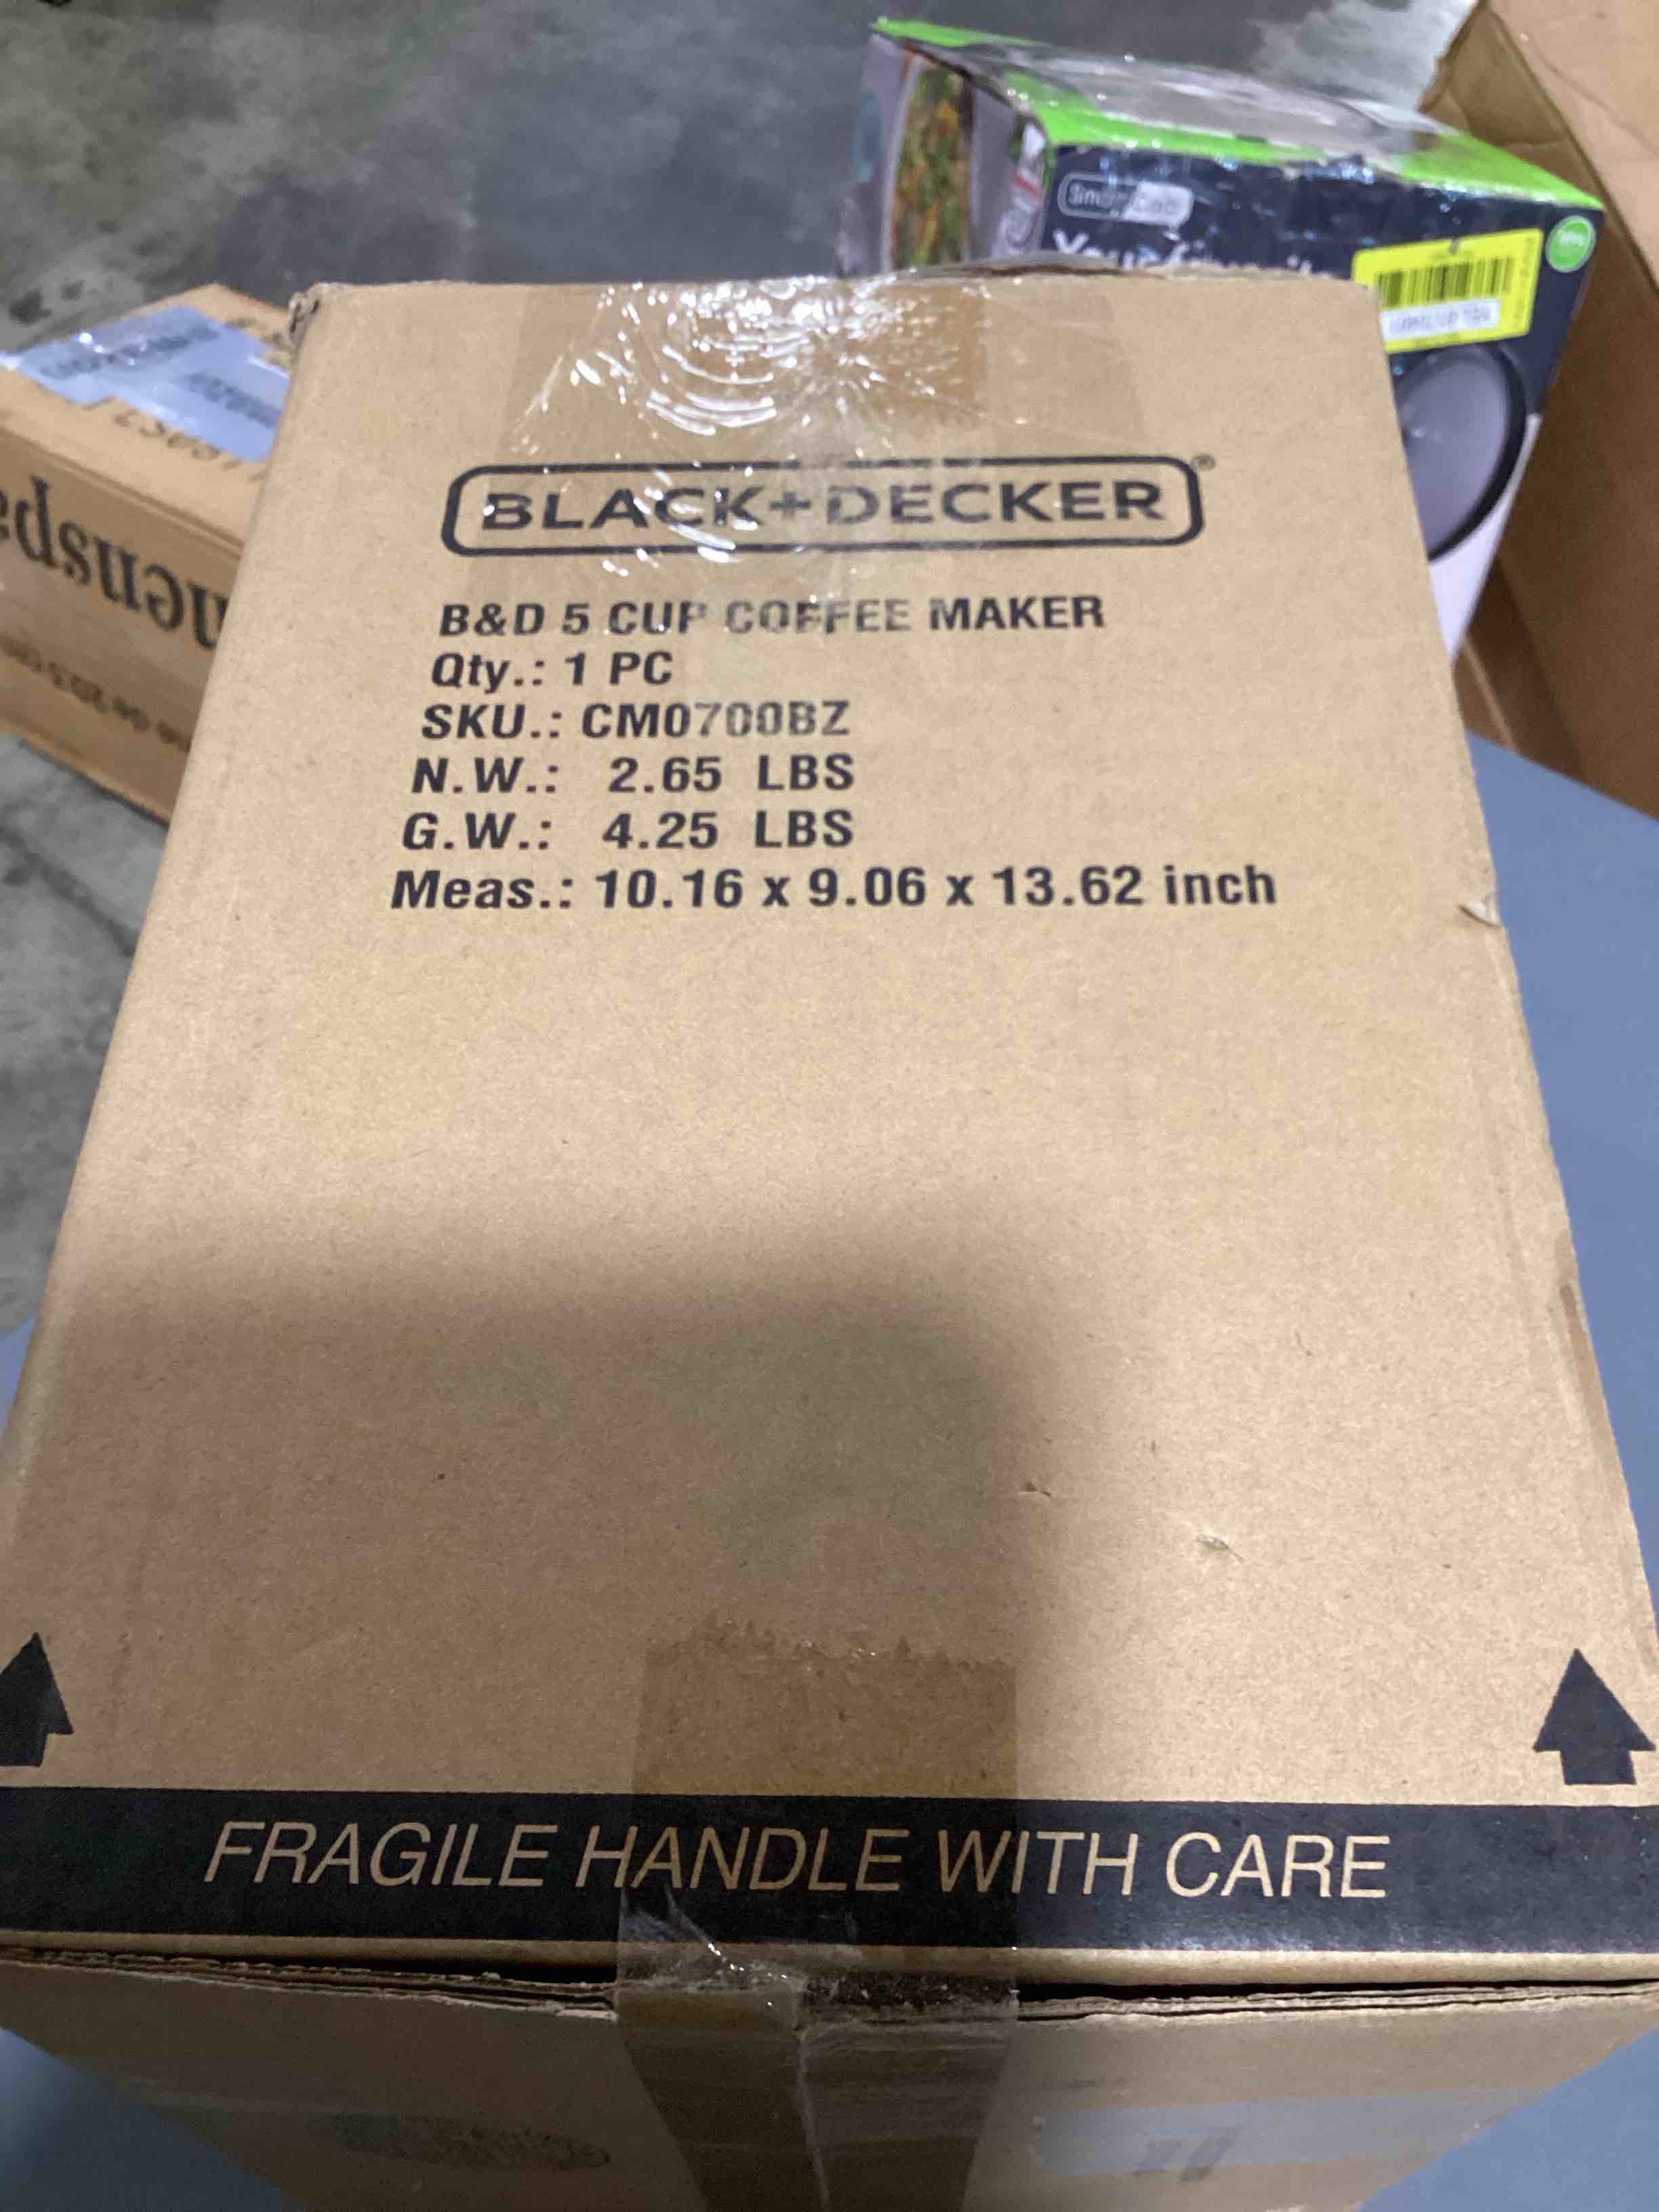 BLACK+DECKER®
B&D 5 CUP COFFEE MAKER
Qty.: 1 PC
SKU.: CM0700BZ
N.W.: 2.65 LBS
G.W.: 4.25 LBS
Meas.: 10.16 x 9.06 x 13.62 inch
FRAGILE HANDLE WITH CARE